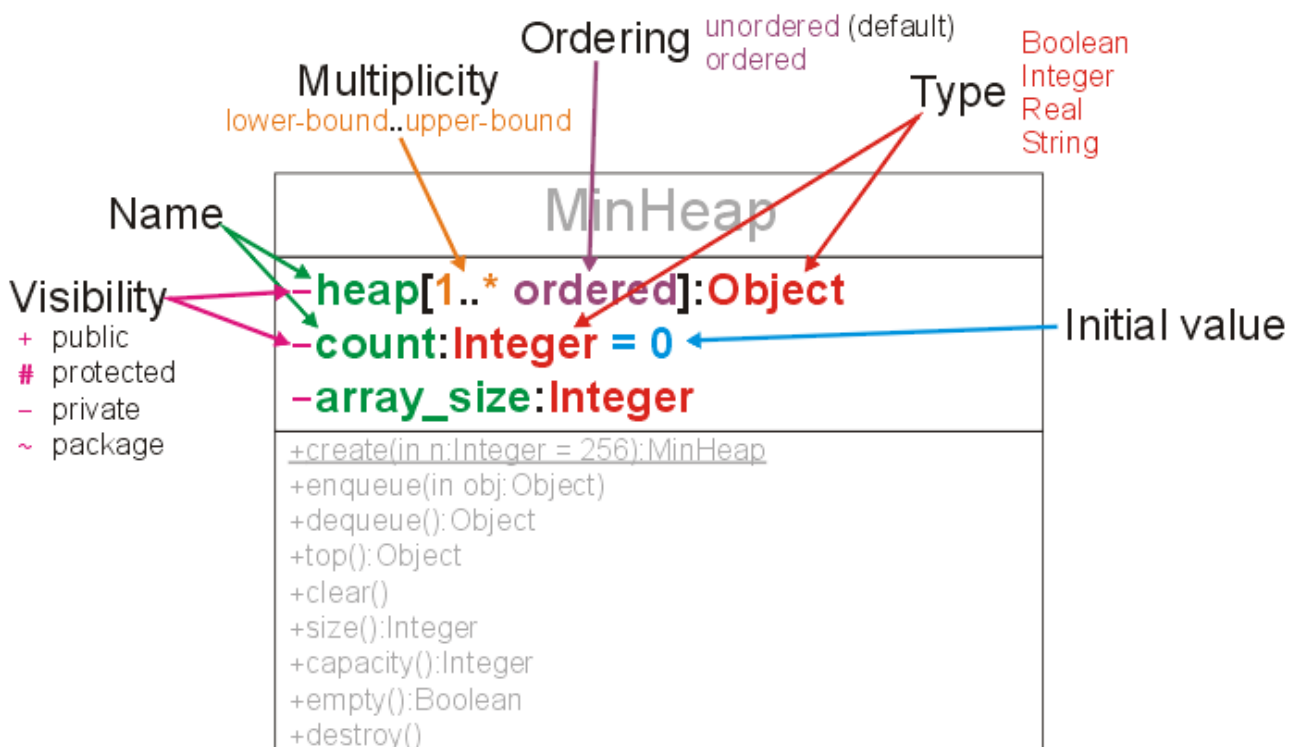 Ordering unordered (default)
ordered
Multiplicity
lower-bound..upper-bound
Type Boolean
Integer
Real
String
MinHeap
Name
Visibility
+ public
# protected
– private
~ package
–heap[1..* ordered]:Object
–count:Integer = 0
–array_size:Integer
Initial value
+create(in n:Integer = 256):MinHeap
+enqueue(in obj:Object)
+dequeue():Object
+top():Object
+clear()
+size():Integer
+capacity():Integer
+empty():Boolean
+destroy()